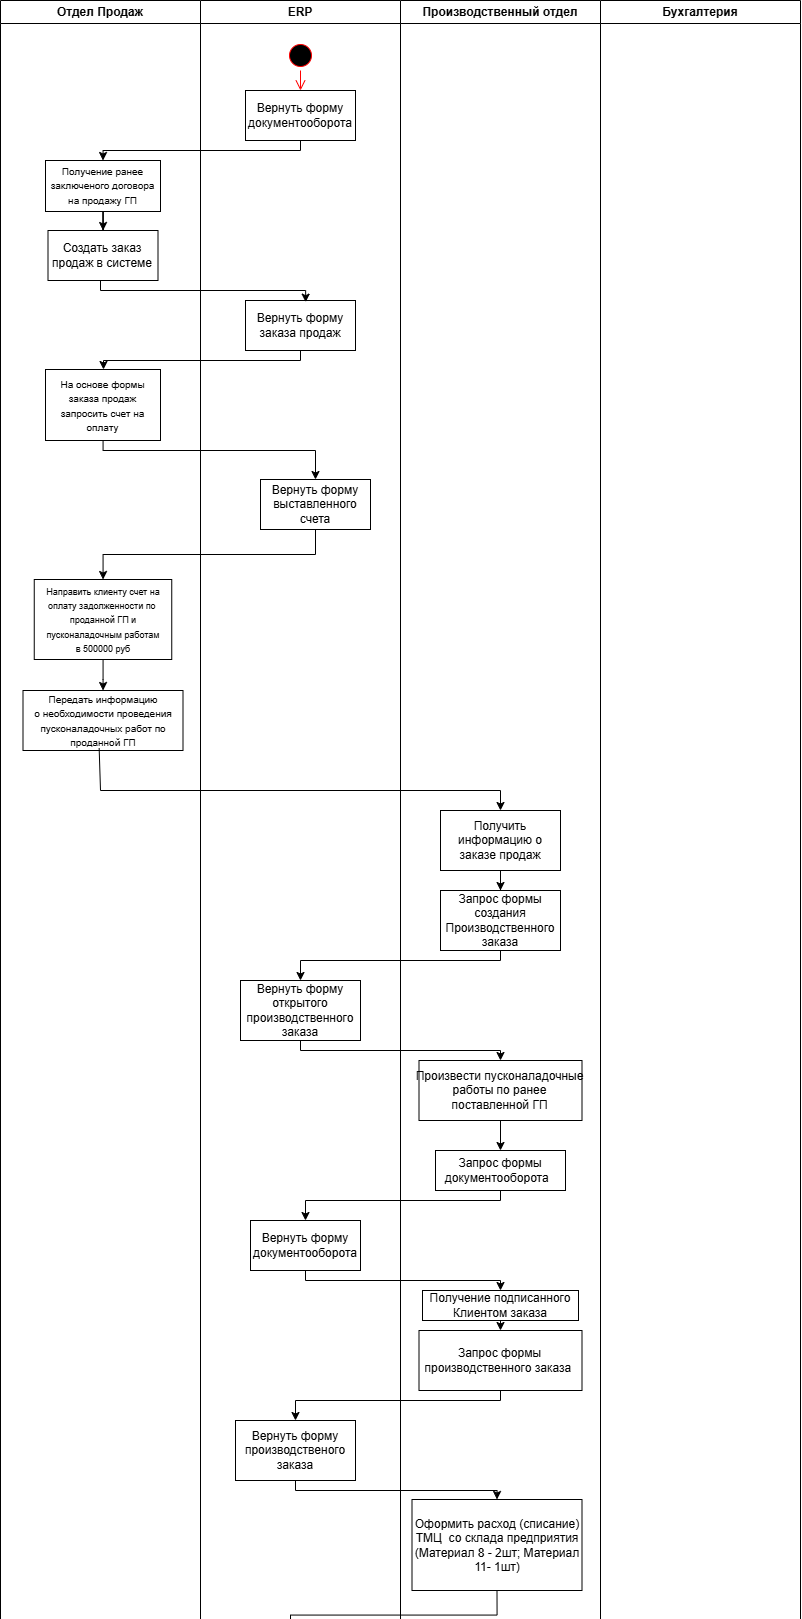 Отдел Продаж
ERP
Производственный отдел
Бухгалтерия
Вернуть форму
документооборота
Получение ранее
заключеного договора
на продажу ГП
Создать заказ
продаж в системе
Вернуть форму
заказа продаж
На основе формы
заказа продаж
запросить счет на
оплату
Вернуть форму
выставленного
счета
Направить клиенту счет на
оплату задолженности по
проданной ГП и
пусконаладочным работам
в 500000 руб
Передать информацию
о необходимости проведения
пусконаладочных работ по
проданной ГП
Получить
информацию о
заказе продаж
Запрос формы
создания
Производственного
заказа
Вернуть форму
открытого
производственного
заказа
Произвести пусконаладочные
работы по ранее
поставленной ГП
Запрос формы
документооборота
Вернуть форму
документооборота
Получение подписанного
Клиентом заказа
Запрос формы
производственного заказа
Вернуть форму
производственого
заказа
Оформить расход (списание)
ТМЦ со склада предприятия
(Материал 8 - 2шт; Материал
11- 1шт)